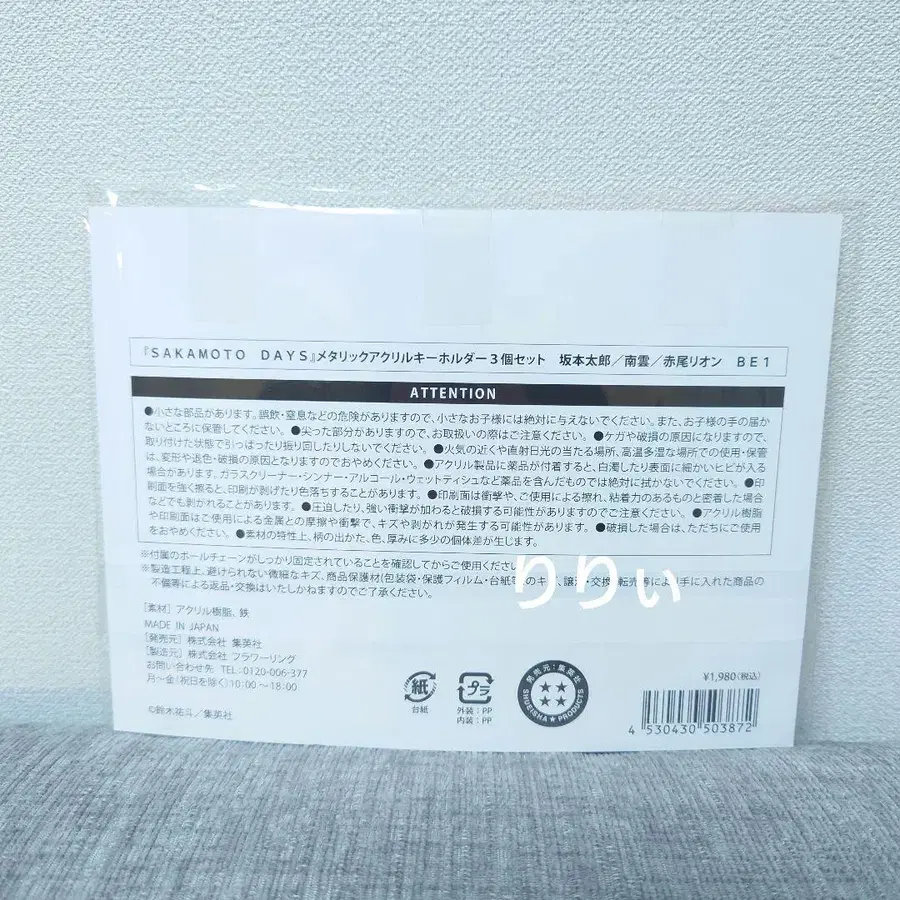 『SAKAMOTO DAYS』メタリックアクリルキーホルダー3個セット 坂本太郎／南雲／赤尾リオン BE1
ATTENTION
●小さな部品があります。誤飲・窒息などの危険がありますので、小さなお子様には絶対に与えないでください。また、お子様の手の届か
ないところに保管してください。 ●尖った部分がありますので、お取扱いの際はご注意ください。 ●ケガや破損の原因になりますので、
取り付けた状態で引っぱったり振り回したりしないでください。 ●火気の近くや直射日光の当たる場所、高温多湿な場所での使用・保管
は、変形や退色・破損の原因となりますのでおやめください。 ●アクリル製品に薬品が付着すると、白濁したり表面に細かいヒビが入る
場合があります。ガラスクリーナー・シンナー・アルコール・ウェットティシュなど薬品を含んだものでは絶対に拭かないでください。 ●印
刷面を強く擦ると、印刷が剥げたり色落ちすることがあります。 ●印刷面は衝撃や、ご使用による擦れ、粘着力のあるものと密着した場合
などでも剥がれることがあります。 ●圧迫したり、強い衝撃が加わると破損する可能性がありますのでご注意ください。 ●アクリル樹脂
や印刷面はご使用による金属との摩擦や衝撃で、キズや剥がれが発生する可能性があります。 ●破損した場合は、ただちにご使用
をおやめください。 ●素材の特性上、柄の出かた、色、厚みに多少の個体差が生じます。
※付属のボールチェーンがしっかり固定されていることを確認してからご使用ください
※製造工程上、避けられない微細なキズ、商品保護材(包装袋・保護フィルム・台紙等のキズ、譲渡・交換・転売等により手に入れた商品の
不備等による返品・交換はいたしかねますのでご了承ください。
りりぃ
［素材］アクリル樹脂、鉄
MADE IN JAPAN
［発売元］株式会社 集英社
［製造元］株式会社 フラワーリング
お問い合わせ先 TEL:0120-006-377
月～金(祝日を除く)10:00～18:00
©鈴木祐斗／集英社
紙
台紙
プラ
外装：PP
内装：PP
発売元：集英社
SHUEISHA★PRODUCTS
¥1,980(税込)
4 530430 503872